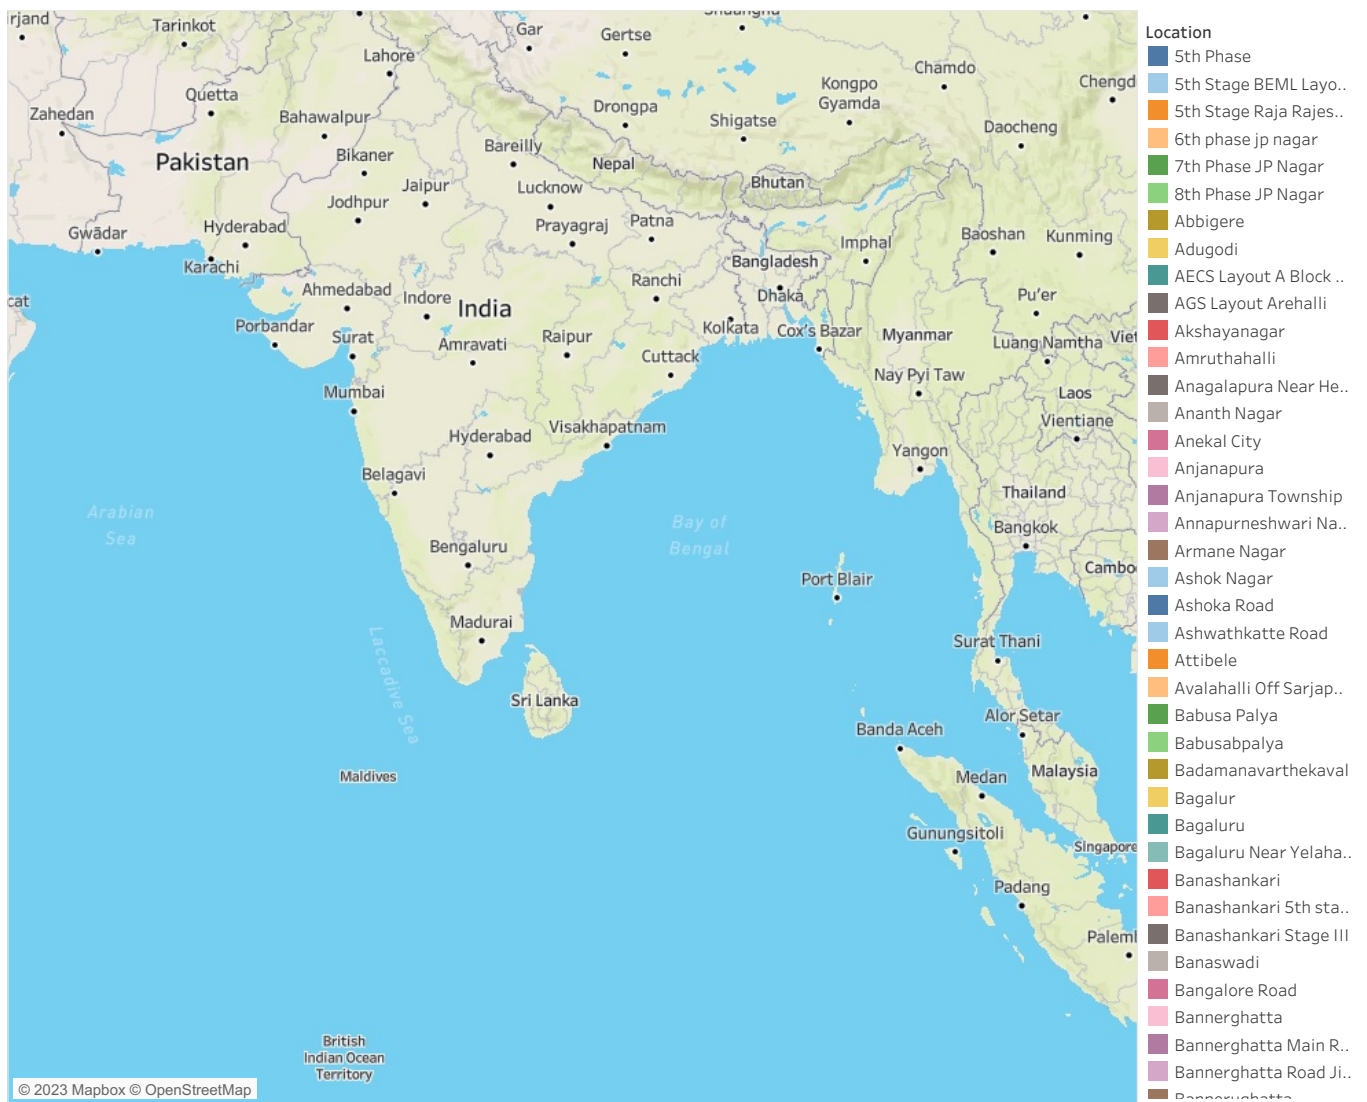 rjand
Tarinkot
Gar
Gertse
Lahore
Chamdo
Kongpo
Gyamda
Chengd
Quetta
Drongpa
Zahedan
Bahawalpur
Shigatse
Daocheng
Pakistan
Bikaner
Bareilly
Nepal
Jaipur
Lucknow
Bhutan
Jodhpur
Prayagraj
Patna
Gwādar
Hyderabad
Imphal
Baoshan
Kunming
Karachi
Bangladesh
Ahmedabad
Indore
Ranchi
Dhaka
Pu'er
India
Porbandar
Surat
Raipur
Kolkata
Cox's Bazar
Myanmar
Luang Namtha
Viet
cat
Amravati
Cuttack
Nay Pyi Taw
Mumbai
Laos
Vientiane
Hyderabad
Visakhapatnam
Yangon
Belagavi
Thailand
Arabian
Sea
Bay of
Bengal
Bangkok
Bengaluru
Cambo
Port Blair
Madurai
Surat Thani
Laccadive Sea
Sri Lanka
Alor Setar
Banda Aceh
Maldives
Medan
Malaysia
Gunungsitoli
Singapore
Padang
Palemb
British
Indian Ocean
Territory
© 2023 Mapbox © OpenStreetMap
Location
5th Phase
5th Stage BEML Layo..
5th Stage Raja Rajes..
6th phase jp nagar
7th Phase JP Nagar
8th Phase JP Nagar
Abbigere
Adugodi
AECS Layout A Block ..
AGS Layout Arehalli
Akshayanagar
Amruthahalli
Anagalapura Near He..
Ananth Nagar
Anekal City
Anjanapura
Anjanapura Township
Annapurneshwari Na..
Armane Nagar
Ashok Nagar
Ashoka Road
Ashwathkatte Road
Attibele
Avalahalli Off Sarjap..
Babusa Palya
Babusabpalya
Badamanavarthekaval
Bagalur
Bagaluru
Bagaluru Near Yelaha..
Banashankari
Banashankari 5th sta..
Banashankari Stage III
Banaswadi
Bangalore Road
Bannerghatta
Bannerghatta Main R..
Bannerghatta Road Ji..
Bannerughatta